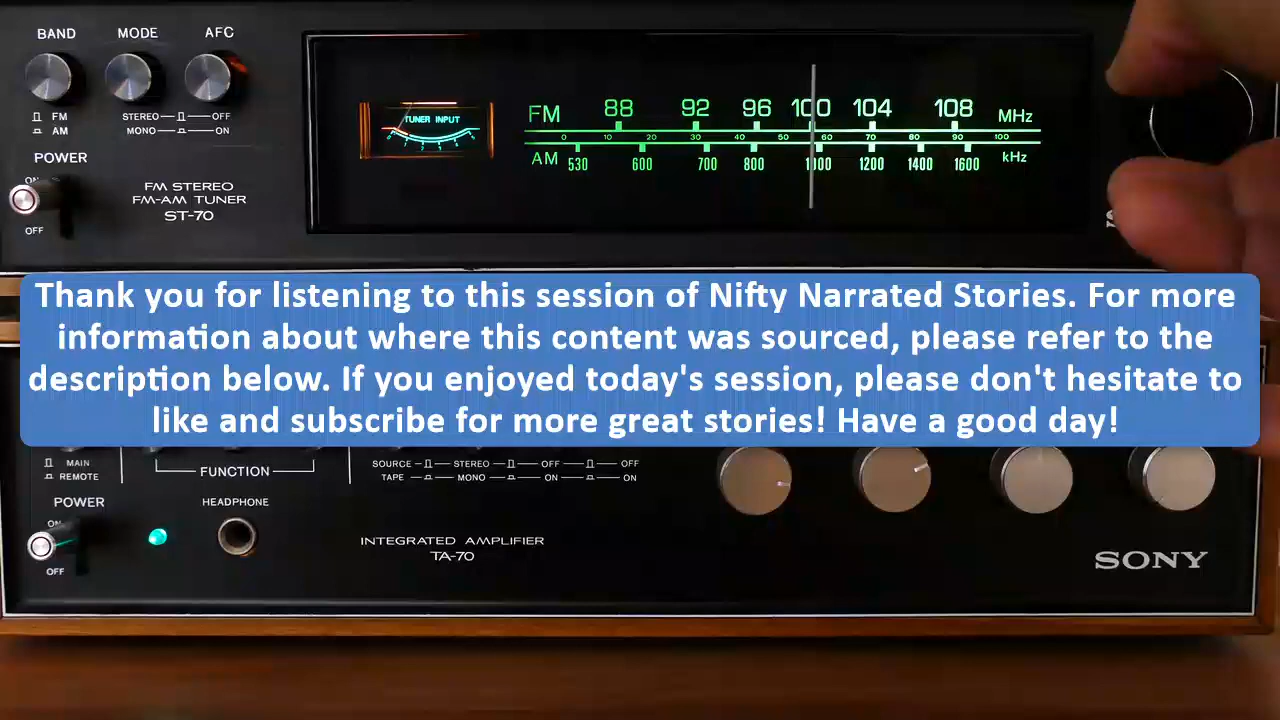 BAND MODE AFC
FM
AM
STEREO OFF
MONO ON
POWER
ON
OFF
FM STEREO
FM-AM TUNER
ST-70
TUNER INPUT
FM 88 92 96 100 104 108 MHz
0 10 20 30 40 50 60 70 80 90 100
AM 530 600 700 800 1000 1200 1400 1600 kHz
Thank you for listening to this session of Nifty Narrated Stories. For more
information about where this content was sourced, please refer to the
description below. If you enjoyed today's session, please don't hesitate to
like and subscribe for more great stories! Have a good day!
MAIN
REMOTE
FUNCTION
SOURCE STEREO OFF OFF
TAPE MONO ON ON
POWER
ON
OFF
HEADPHONE
INTEGRATED AMPLIFIER
TA-70
SONY